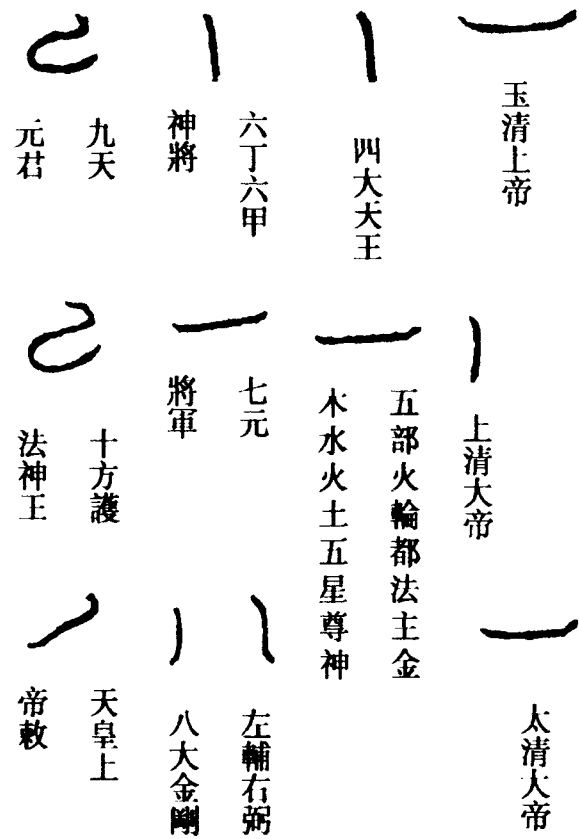 玉清上帝
上清大帝
太清大帝
四大天王
五部火輪都法主金
木水火土五星尊神
六丁六甲
神將
七元
將軍
左輔右弼
八大金剛
九天
元君
十方護
法神王
天皇上
帝敕